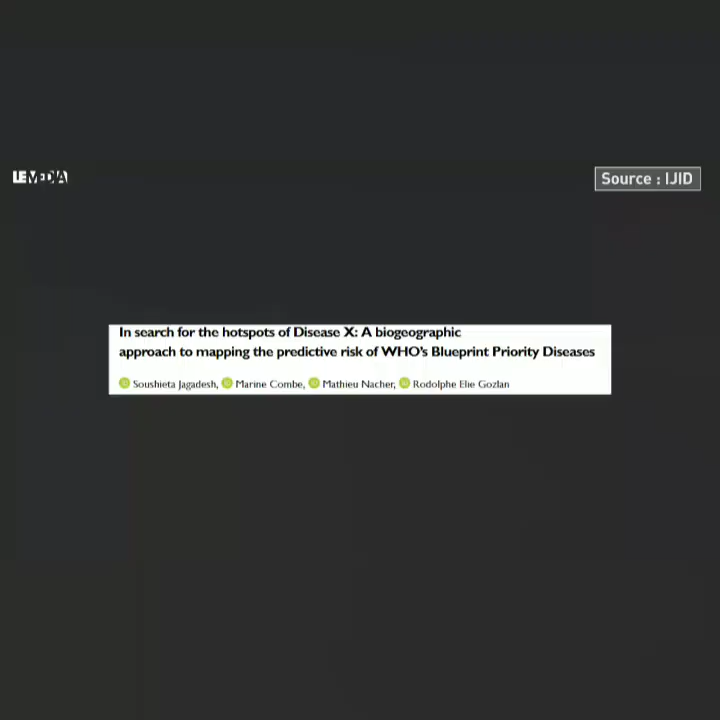 LEMEDIA
Source : IJID
In search for the hotspots of Disease X: A biogeographic
approach to mapping the predictive risk of WHO's Blueprint Priority Diseases
Soushieta Jagadesh, Marine Combe, Mathieu Nacher, Rodolphe Elie Gozlan